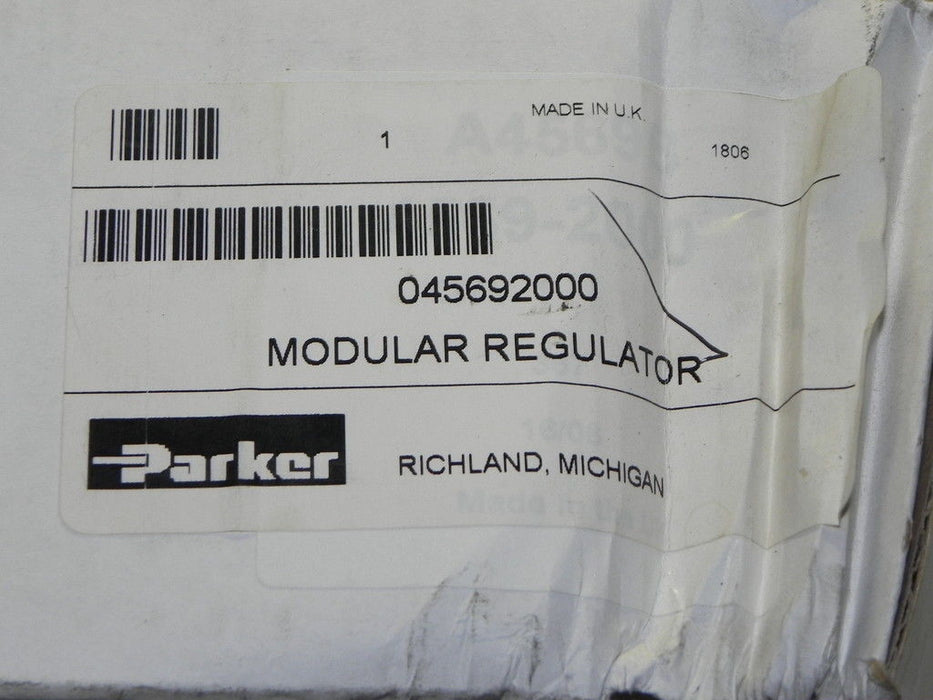 MADE IN U.K.
1
1806
045692000
MODULAR REGULATOR
Parker
RICHLAND, MICHIGAN